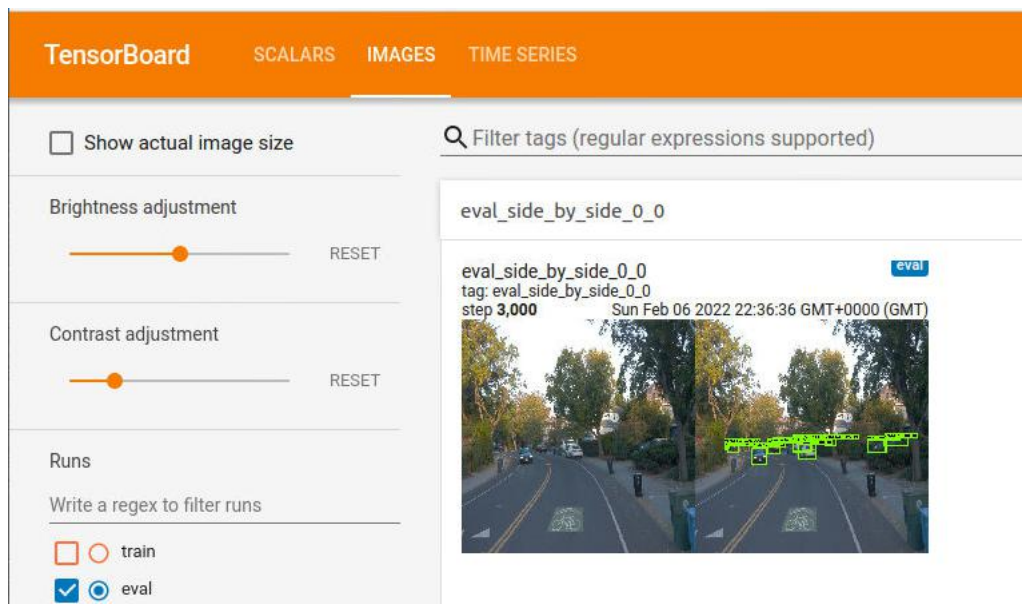 TensorBoard SCALARS IMAGES TIME SERIES
Show actual image size
Filter tags (regular expressions supported)
Brightness adjustment
RESET
Contrast adjustment
RESET
Runs
Write a regex to filter runs
train
eval
eval_side_by_side_0_0
eval_side_by_side_0_0 eval
tag: eval_side_by_side_0_0
step 3,000 Sun Feb 06 2022 22:36:36 GMT+0000 (GMT)